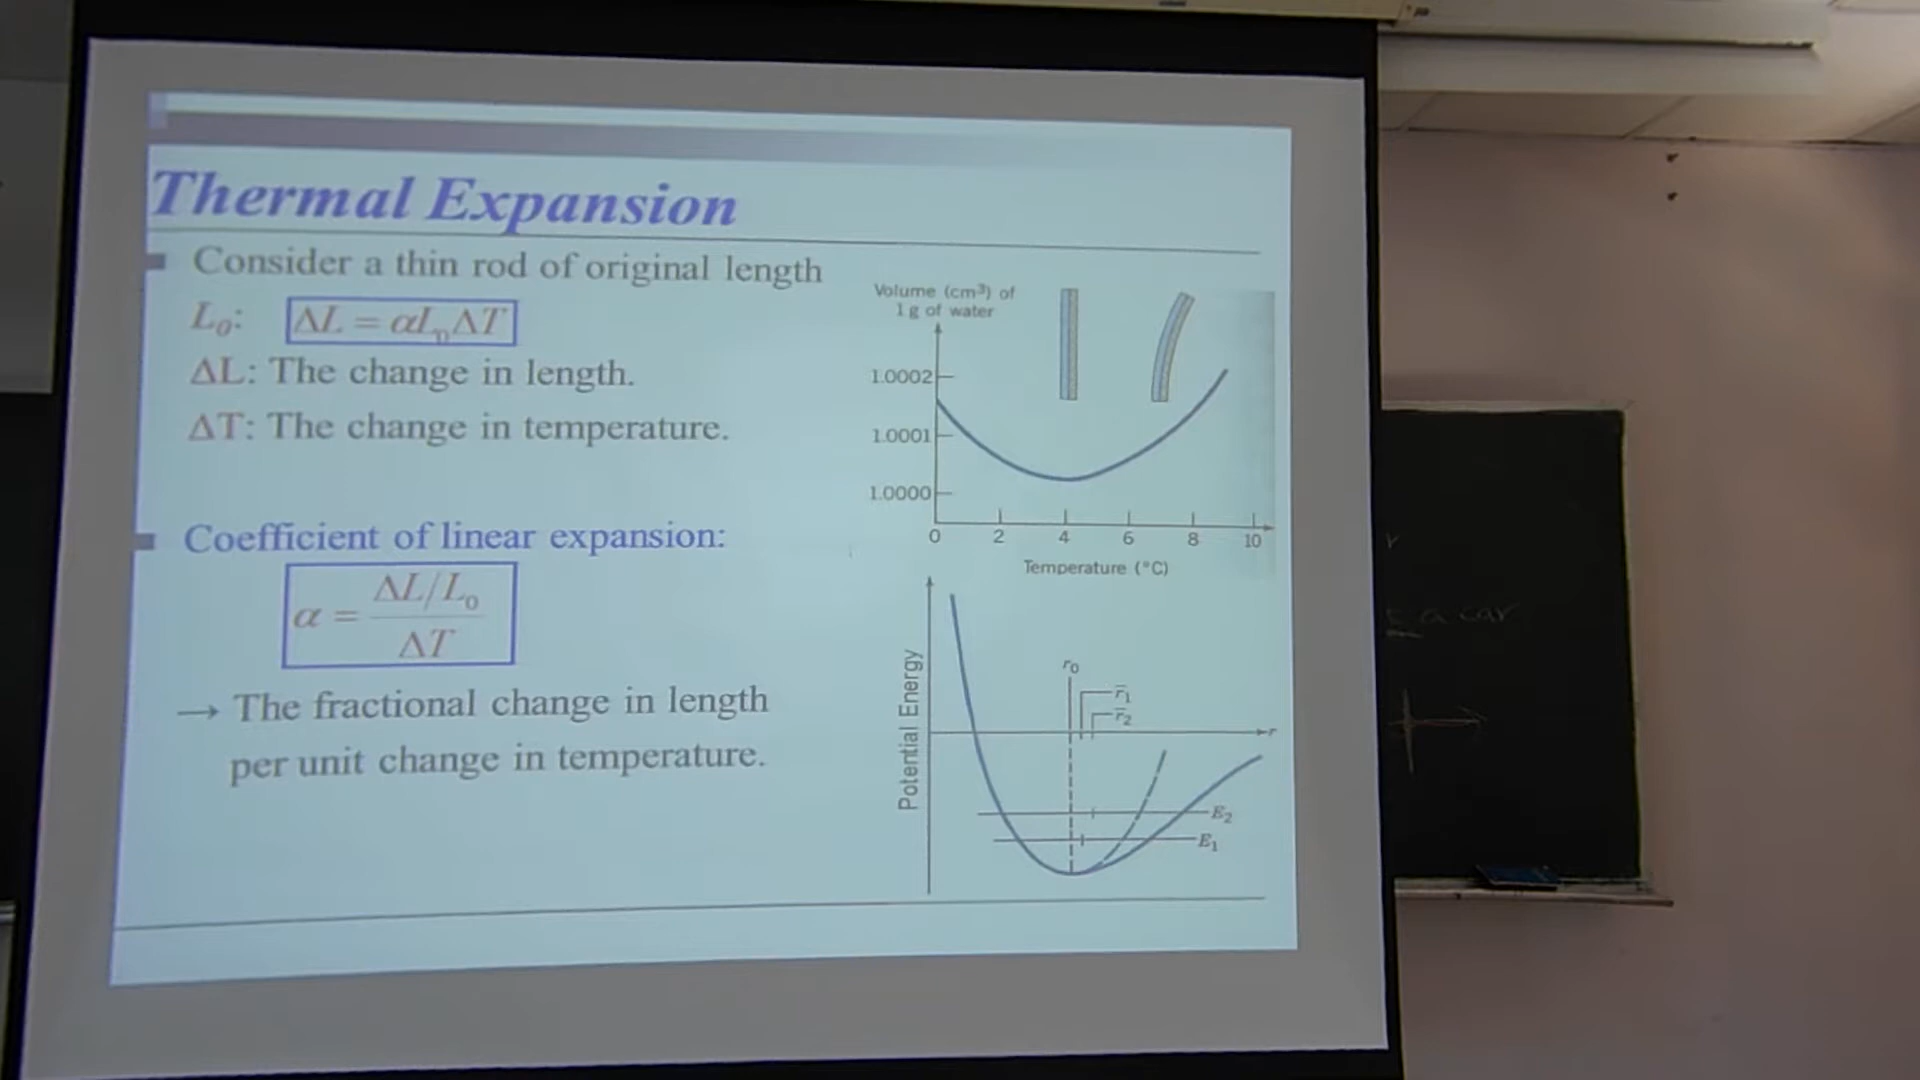 Thermal Expansion
Consider a thin rod of original length
L₀: ΔL = αL₀ΔT
ΔL: The change in length.
ΔT: The change in temperature.
Coefficient of linear expansion:
α = ΔL/L₀
ΔT
→ The fractional change in length
per unit change in temperature.
Volume (cm³) of
1 g of water
1.0002
1.0001
1.0000
0 2 4 6 8 10
Temperature (°C)
Potential Energy
r₀
r̄₁
r̄₂
r
E₂
E₁
a car